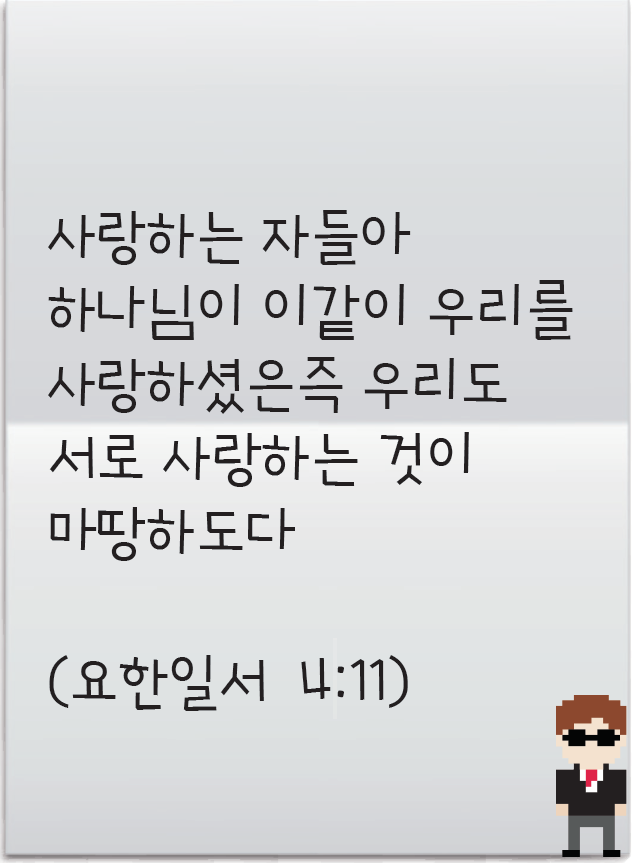 사랑하는 자들아
하나님이 이같이 우리를
사랑하셨은즉 우리도
서로 사랑하는 것이
마땅하도다
(요한일서 4:11)